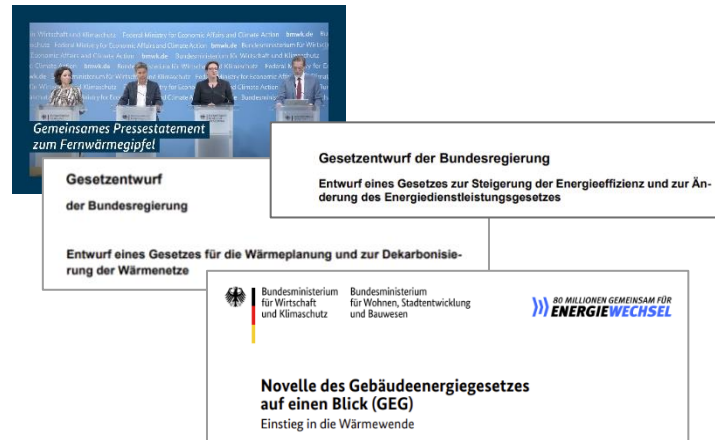 Gemeinsames Pressestatement
zum Fernwärmegipfel
Gesetzentwurf der Bundesregierung
Entwurf eines Gesetzes zur Steigerung der Energieeffizienz und zur Än-
derung des Energiedienstleistungsgesetzes
Gesetzentwurf
der Bundesregierung
Entwurf eines Gesetzes für die Wärmeplanung und zur Dekarbonisie-
rung der Wärmenetze
Bundesministerium
für Wirtschaft
und Klimaschutz
Bundesministerium
für Wohnen, Stadtentwicklung
und Bauwesen
80 MILLIONEN GEMEINSAM FÜR
ENERGIEWECHSEL
Novelle des Gebäudeenergiegesetzes
auf einen Blick (GEG)
Einstieg in die Wärmewende